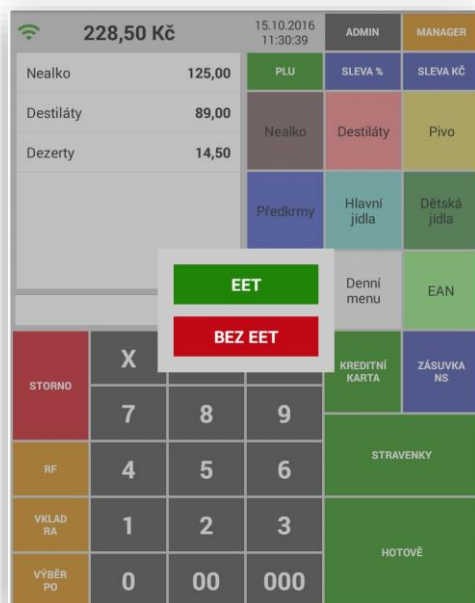 228,50 Kč
15.10.2016
11:30:39
ADMIN
MANAGER
Nealko 125,00
Destiláty 89,00
Dezerty 14,50
PLU
SLEVA %
SLEVA KČ
Nealko
Destiláty
Pivo
Předkrmy
Hlavní
jídla
Dětská
jídla
EET
BEZ EET
Denní
menu
EAN
STORNO
X
KREDITNÍ
KARTA
ZÁSUVKA
NS
7
8
9
STRAVENKY
RF
4
5
6
VKLAD
RA
1
2
3
HOTOVĚ
VÝBĚR
PO
0
00
000